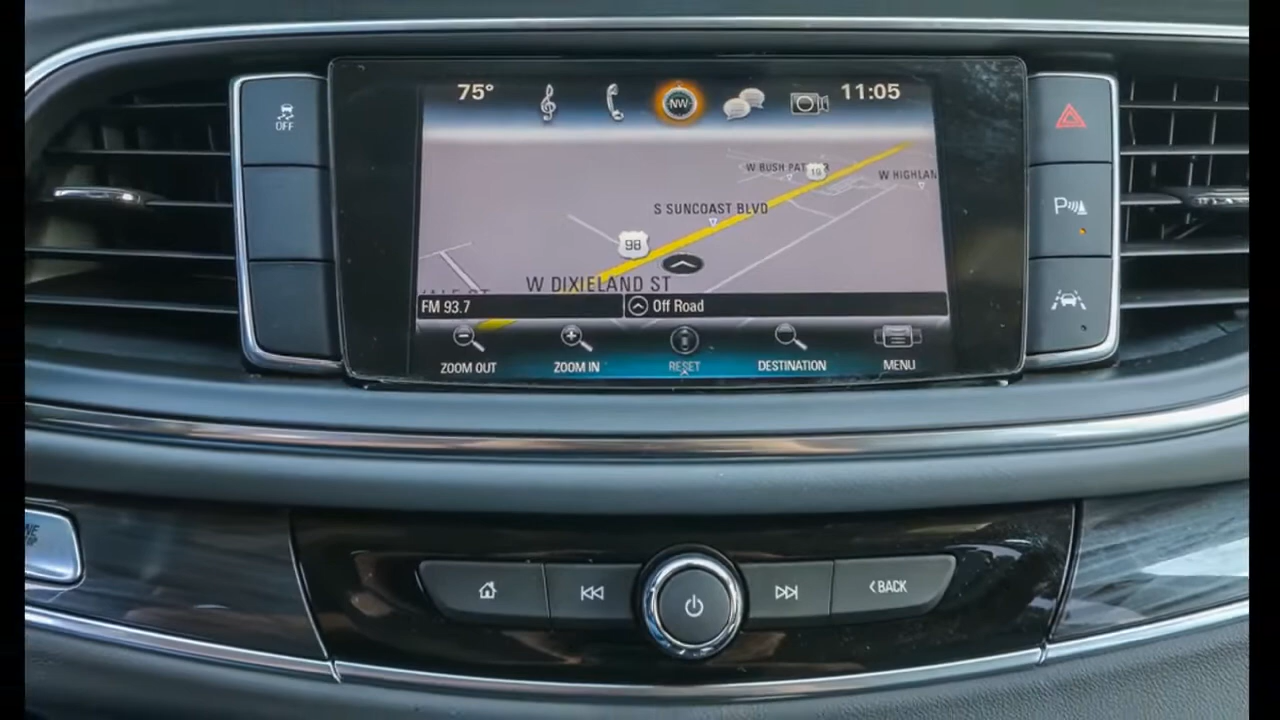 75°
NW
11:05
OFF
W BUSH
19
W HIGHLAN
S SUNCOAST BLVD
98
W DIXIELAND ST
FM 93.7
Off Road
ZOOM OUT
ZOOM IN
RESET
DESTINATION
MENU
P
<BACK